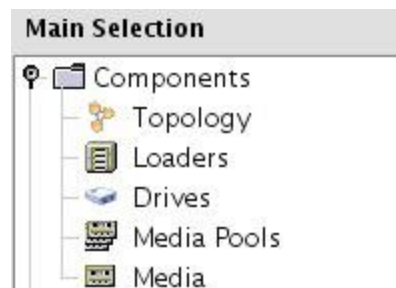 Main Selection
Components
Topology
Loaders
Drives
Media Pools
Media